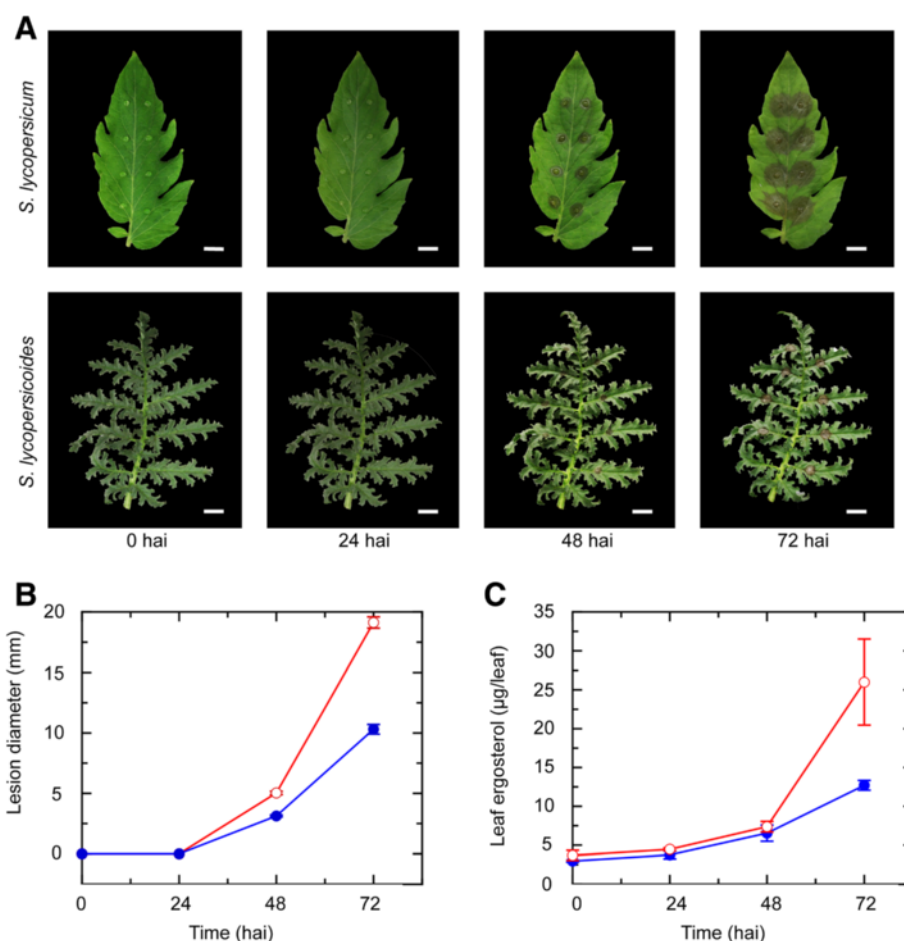 A
S. lycopersicum
S. lycopersicoides
0 hai
24 hai
48 hai
72 hai
B
Lesion diameter (mm)
20
15
10
5
0
0 24 48 72
Time (hai)
C
Leaf ergosterol (µg/leaf)
35
30
25
20
15
10
5
0
0 24 48 72
Time (hai)